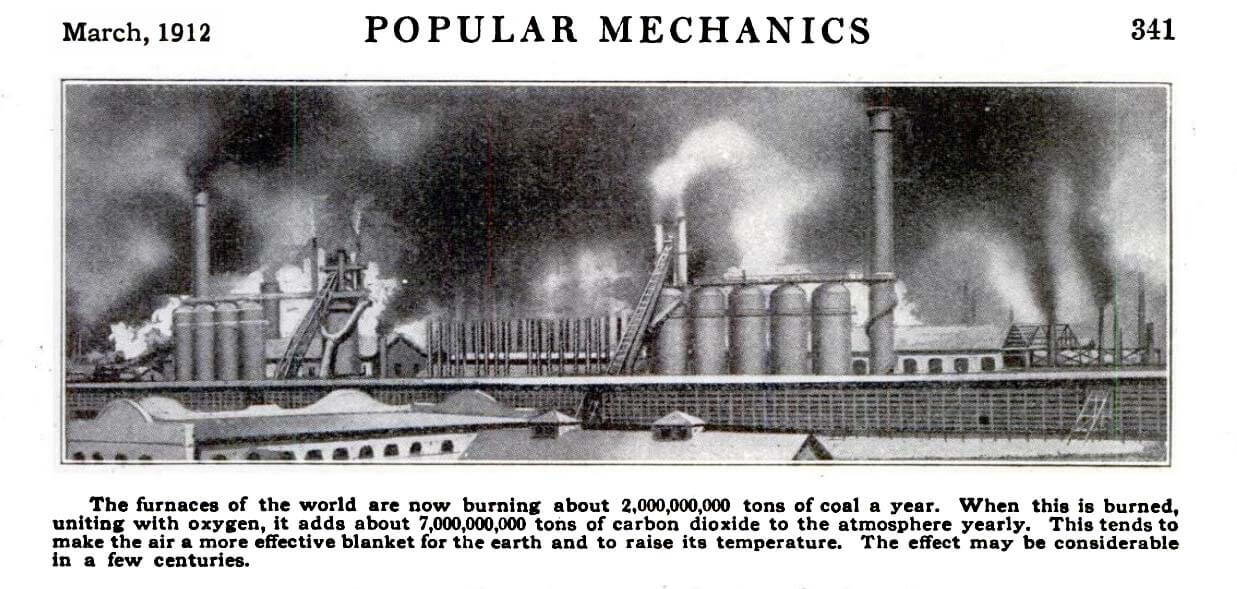 March, 1912 POPULAR MECHANICS 341
The furnaces of the world are now burning about 2,000,000,000 tons of coal a year. When this is burned,
uniting with oxygen, it adds about 7,000,000,000 tons of carbon dioxide to the atmosphere yearly. This tends to
make the air a more effective blanket for the earth and to raise its temperature. The effect may be considerable
in a few centuries.